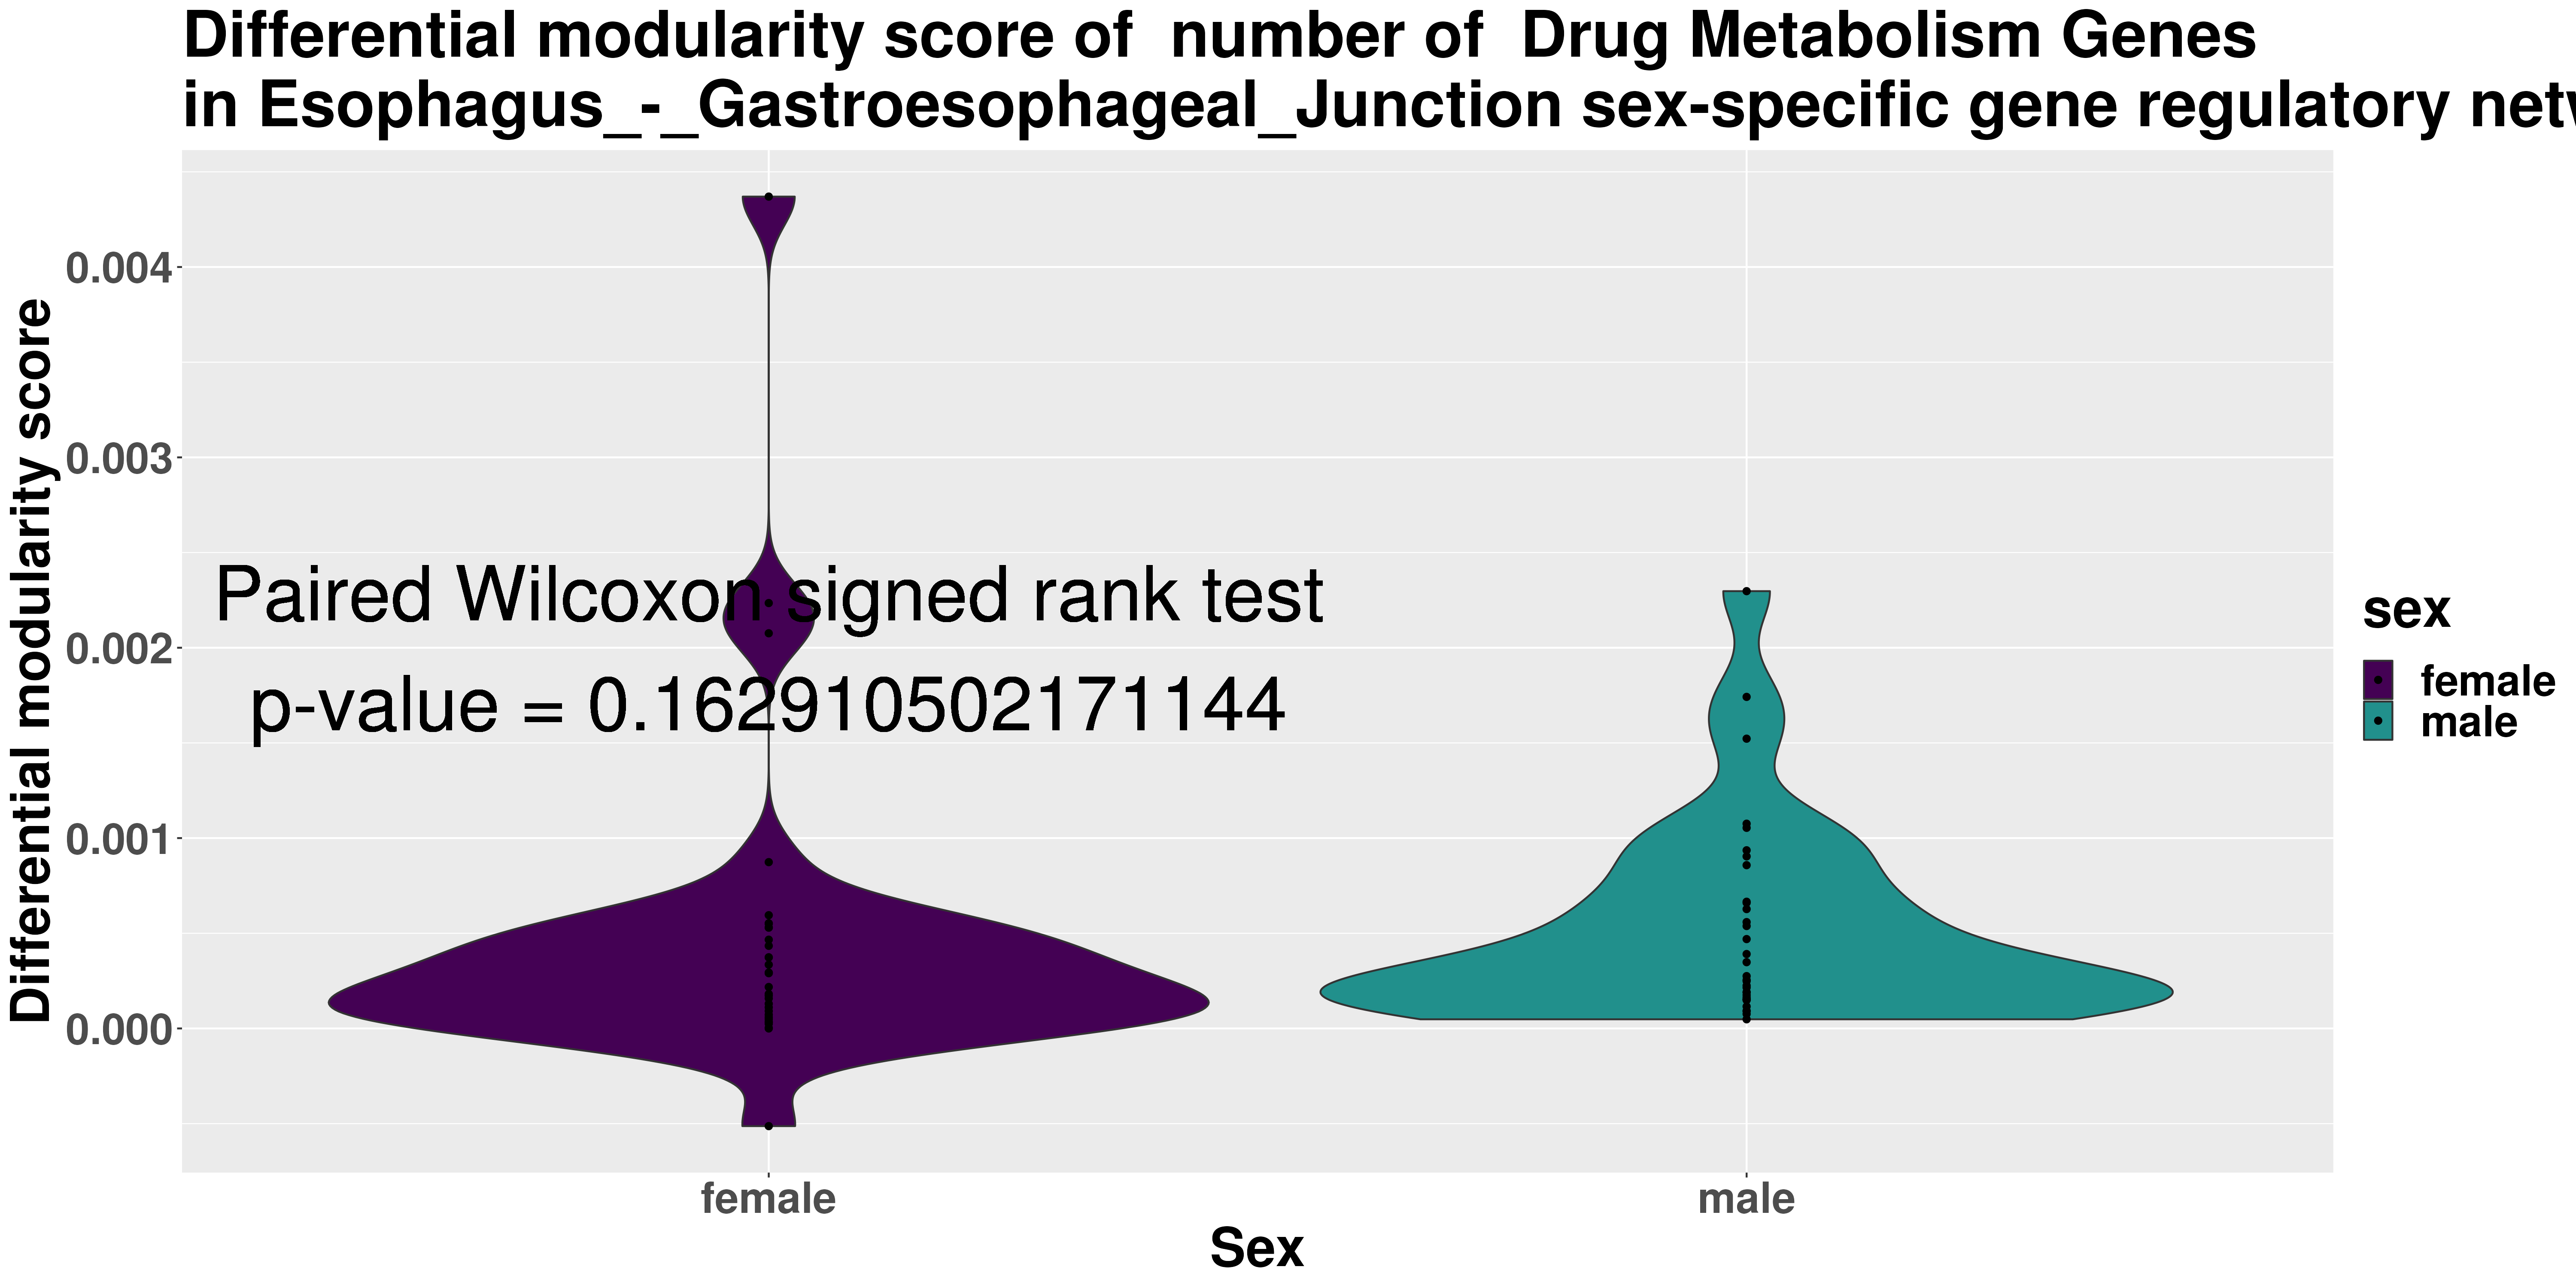 Differential modularity score of  number of  Drug Metabolism Genes
in Esophagus_-_Gastroesophageal_Junction sex-specific gene regulatory
Differential modularity score
0.004
0.003
0.002
0.001
0.000
Paired Wilcoxon signed rank test
p-value = 0.162910502171144
female
male
Sex
sex
female
male